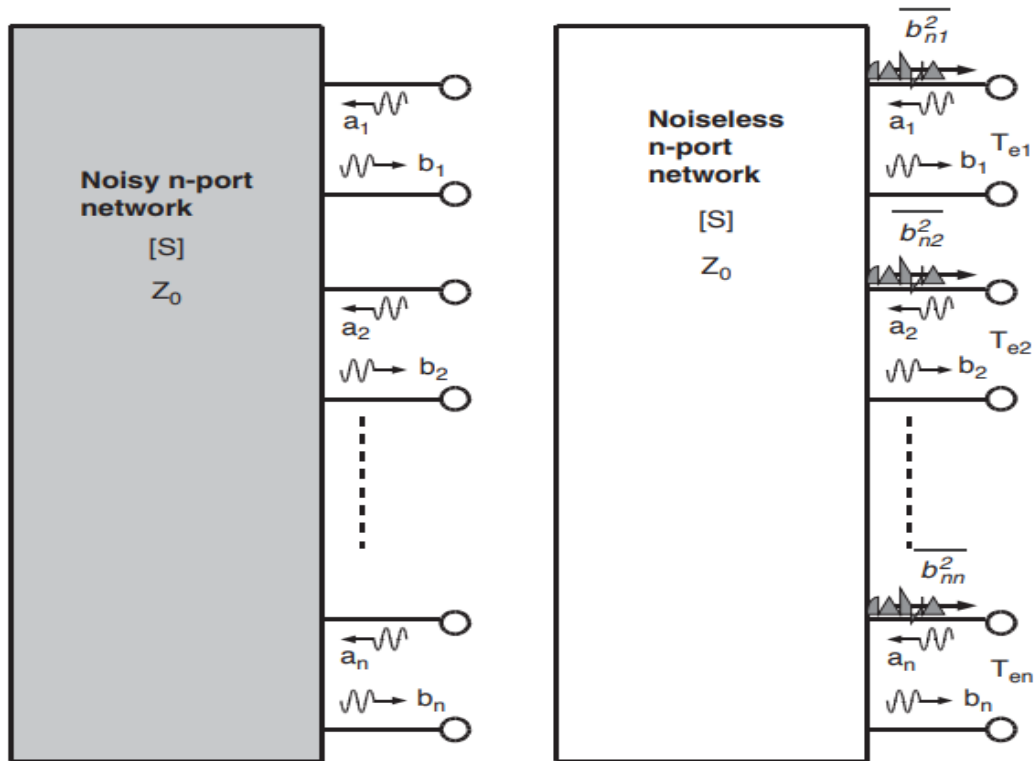 Noisy n-port
network
[S]
Z₀
a₁
b₁
a₂
b₂
aₙ
bₙ
Noiseless
n-port
network
[S]
Z₀
b²ₙ₁
a₁
Tₑ₁
b₁
b²ₙ₂
a₂
Tₑ₂
b₂
b²ₙₙ
aₙ
Tₑₙ
bₙ